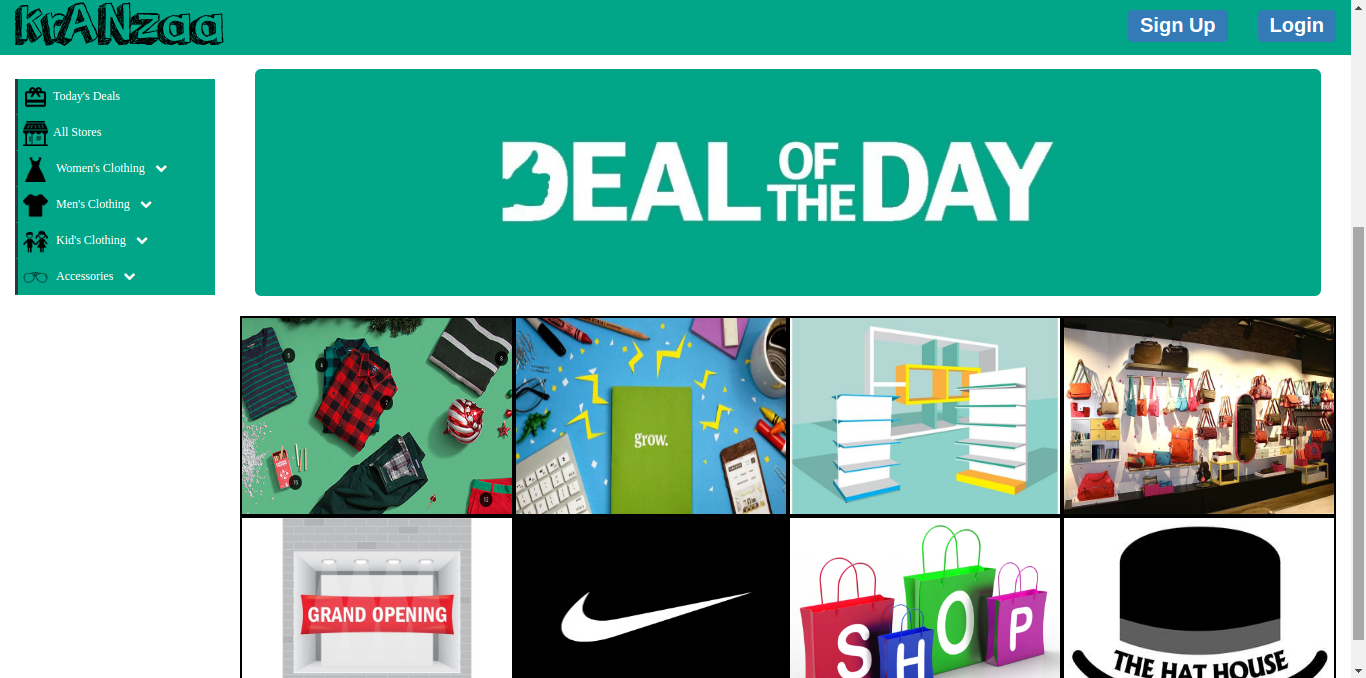 KrANzaa
Sign Up
Login
Today's Deals
All Stores
Women's Clothing
Men's Clothing
Kid's Clothing
Accessories
DEAL OF THE DAY
grow.
GRAND OPENING
SHOP
THE HAT HOUSE